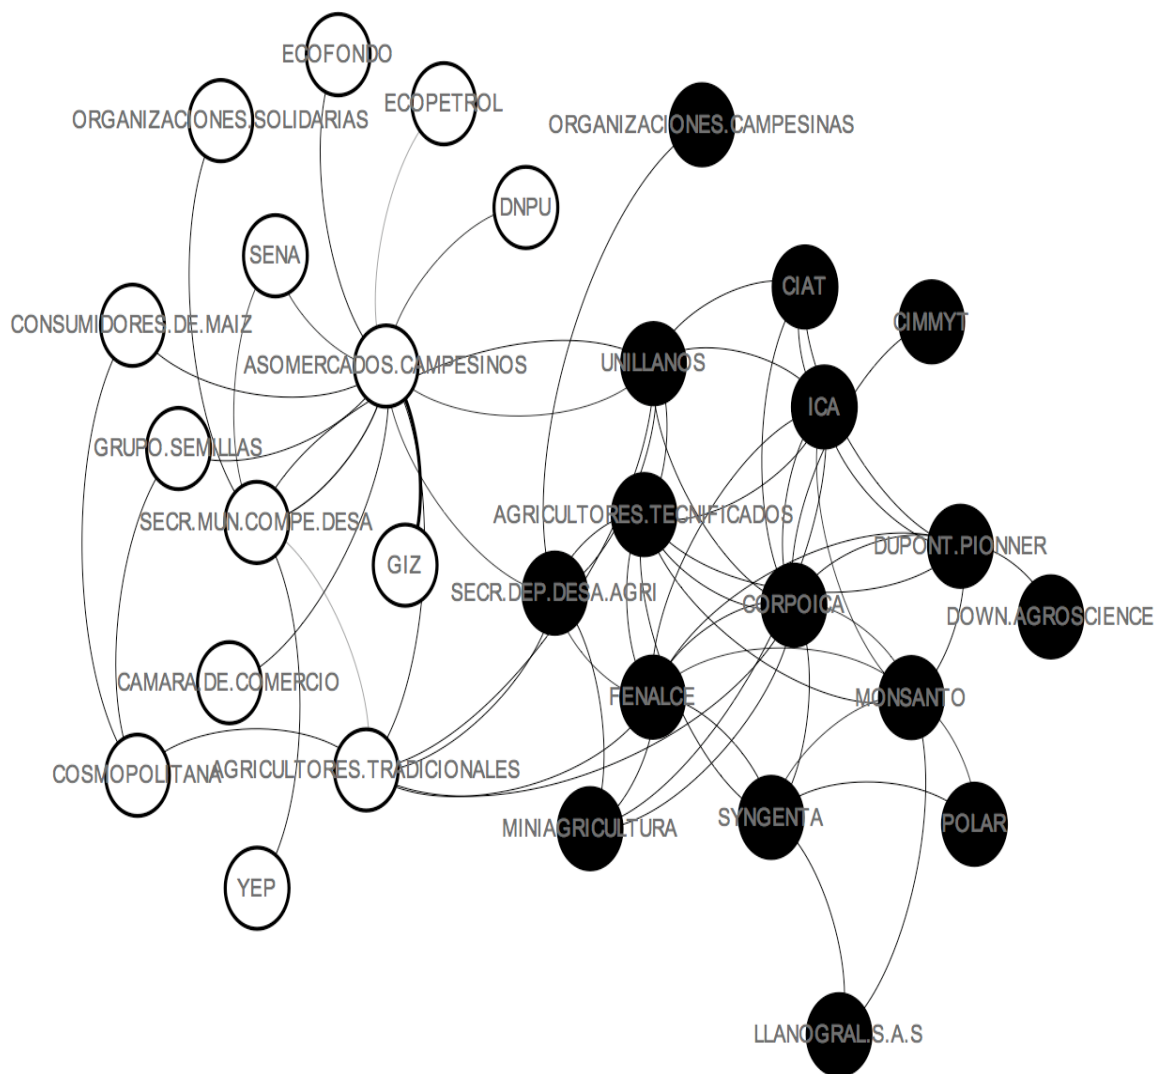 ECOFONDO
ECOPETROL
ORGANIZACIONES.SOLIDARIAS
ORGANIZACIONES.CAMPESINAS
DNPU
SENA
CIAT
CONSUMIDORES.DE.MAIZ
CIMMYT
ASOMERCADOS.CAMPESINOS
UNILLANOS
ICA
GRUPO.SEMILLAS
SECR.MUN.COMPE.DESA
AGRICULTORES.TECNIFICADOS
DUPONT.PIONNER
GIZ
SECR.DEP.DESA.AGRI
CORPOICA
DOWN.AGROSCIENCE
CAMARA.DE.COMERCIO
FENALCE
MONSANTO
COSMOPOLITANA
AGRICULTORES.TRADICIONALES
MINIAGRICULTURA
SYNGENTA
POLAR
YEP
LLANOGRAL.S.A.S